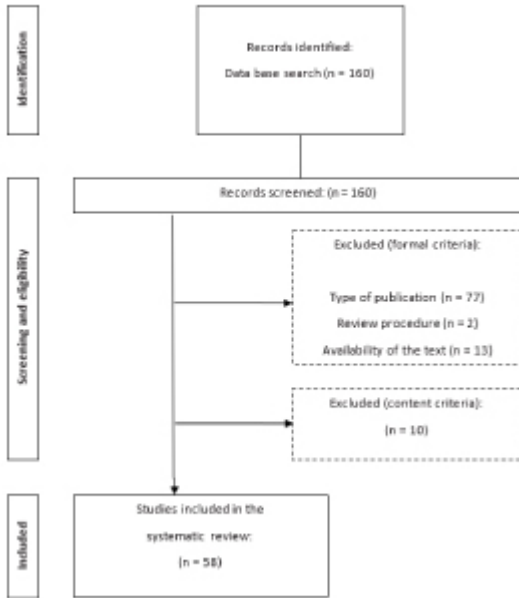 Identification
Records identified:
Data base search (n = 160)
Screening and eligibility
Records screened: (n = 160)
Excluded (formal criteria):
Type of publication (n = 77)
Review procedure (n = 2)
Availability of the text (n = 13)
Excluded (content criteria):
(n = 10)
Included
Studies included in the
systematic review:
(n = 58)